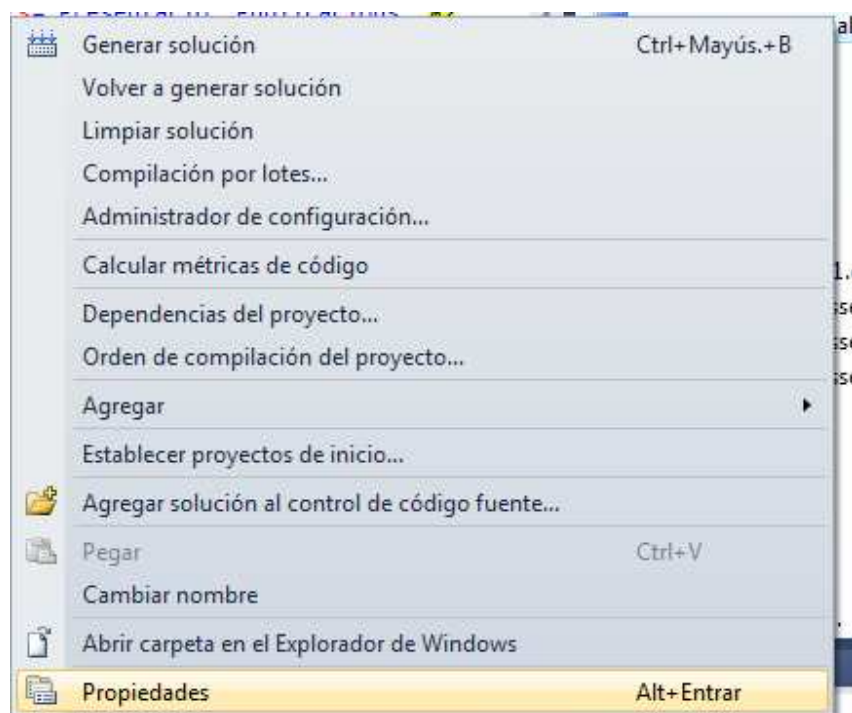 Generar solución Ctrl+Mayús.+B
Volver a generar solución
Limpiar solución
Compilación por lotes...
Administrador de configuración...
Calcular métricas de código
Dependencias del proyecto...
Orden de compilación del proyecto...
Agregar
Establecer proyectos de inicio...
Agregar solución al control de código fuente...
Pegar Ctrl+V
Cambiar nombre
Abrir carpeta en el Explorador de Windows
Propiedades Alt+Entrar